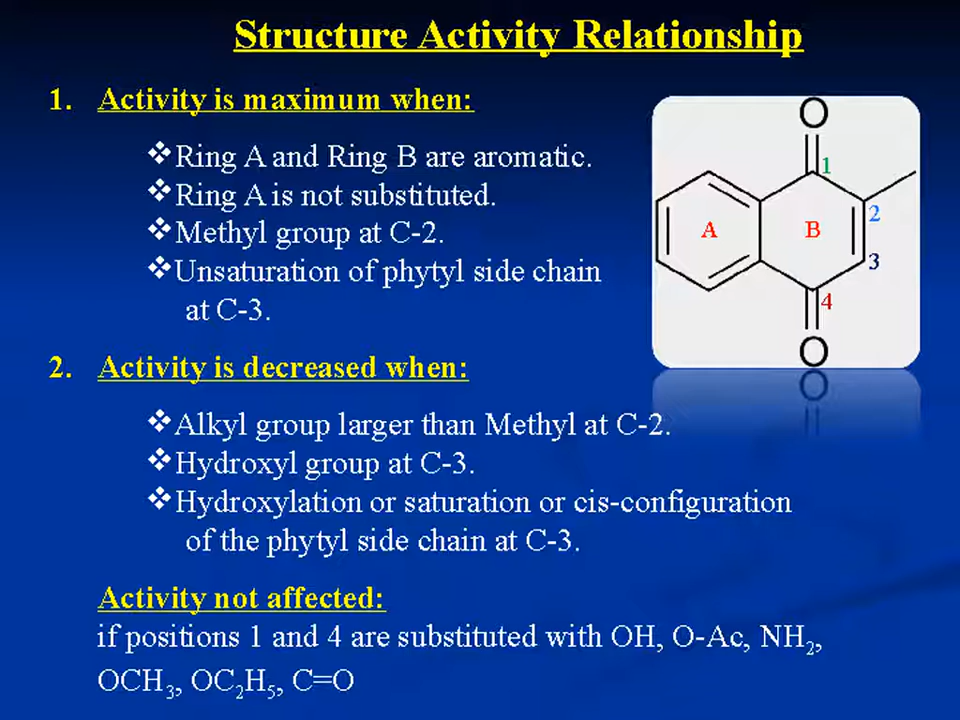 Structure Activity Relationship
1. Activity is maximum when:
❖Ring A and Ring B are aromatic.
❖Ring A is not substituted.
❖Methyl group at C-2.
❖Unsaturation of phytyl side chain
at C-3.
O
1
2
A
B
3
4
O
2. Activity is decreased when:
❖Alkyl group larger than Methyl at C-2.
❖Hydroxyl group at C-3.
❖Hydroxylation or saturation or cis-configuration
of the phytyl side chain at C-3.
Activity not affected:
if positions 1 and 4 are substituted with OH, O-Ac, NH₂,
OCH₃, OC₂H₅, C=O